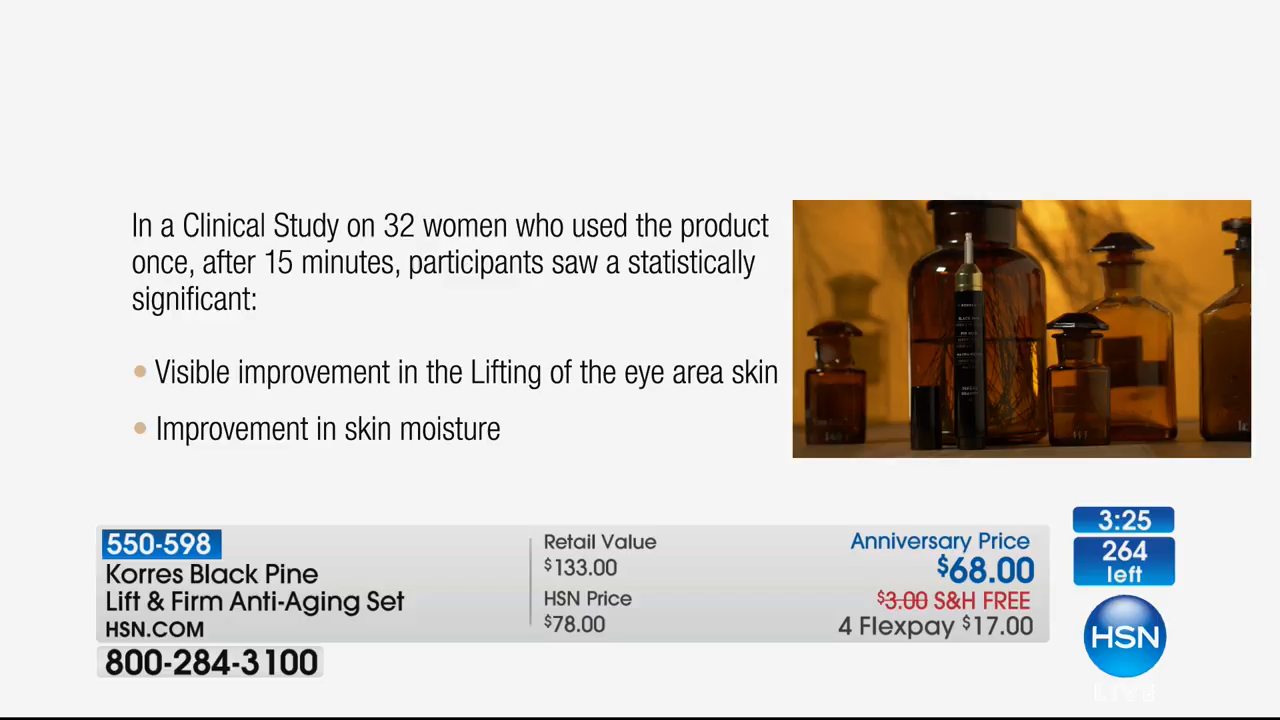 In a Clinical Study on 32 women who used the product
once, after 15 minutes, participants saw a statistically
significant:
• Visible improvement in the Lifting of the eye area skin
• Improvement in skin moisture
550-598
Korres Black Pine
Lift & Firm Anti-Aging Set
HSN.COM
800-284-3100
Retail Value
$133.00
HSN Price
$78.00
Anniversary Price
$68.00
$3.00 S&H FREE
4 Flexpay $17.00
3:25
264
left
HSN
LIVE